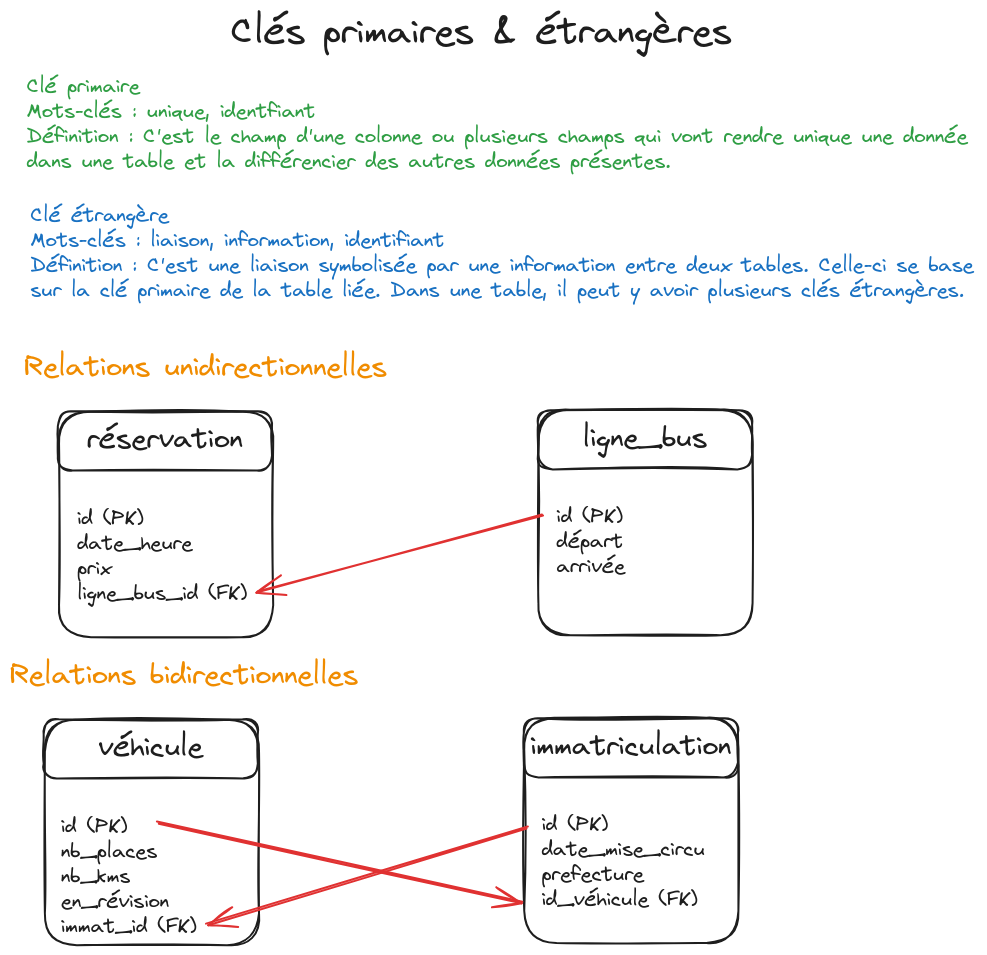 Clés primaires & étrangères
Clé primaire
Mots-clés : unique, identfiant
Définition : C'est le champ d'une colonne ou plusieurs champs qui vont rendre unique une donnée
dans une table et la différencier des autres données présentes.
Clé étrangère
Mots-clés : liaison, information, identifiant
Définition : C'est une liaison symbolisée par une information entre deux tables. Celle-ci se base
sur la clé primaire de la table liée. Dans une table, il peut y avoir plusieurs clés étrangères.
Relations unidirectionnelles
réservation
id (PK)
date_heure
prix
ligne_bus_id (FK)
ligne_bus
id (PK)
départ
arrivée
Relations bidirectionnelles
véhicule
id (PK)
nb_places
nb_kms
en_révision
immat_id (FK)
immatriculation
id (PK)
date_mise_circu
prefecture
id_véhicule (FK)